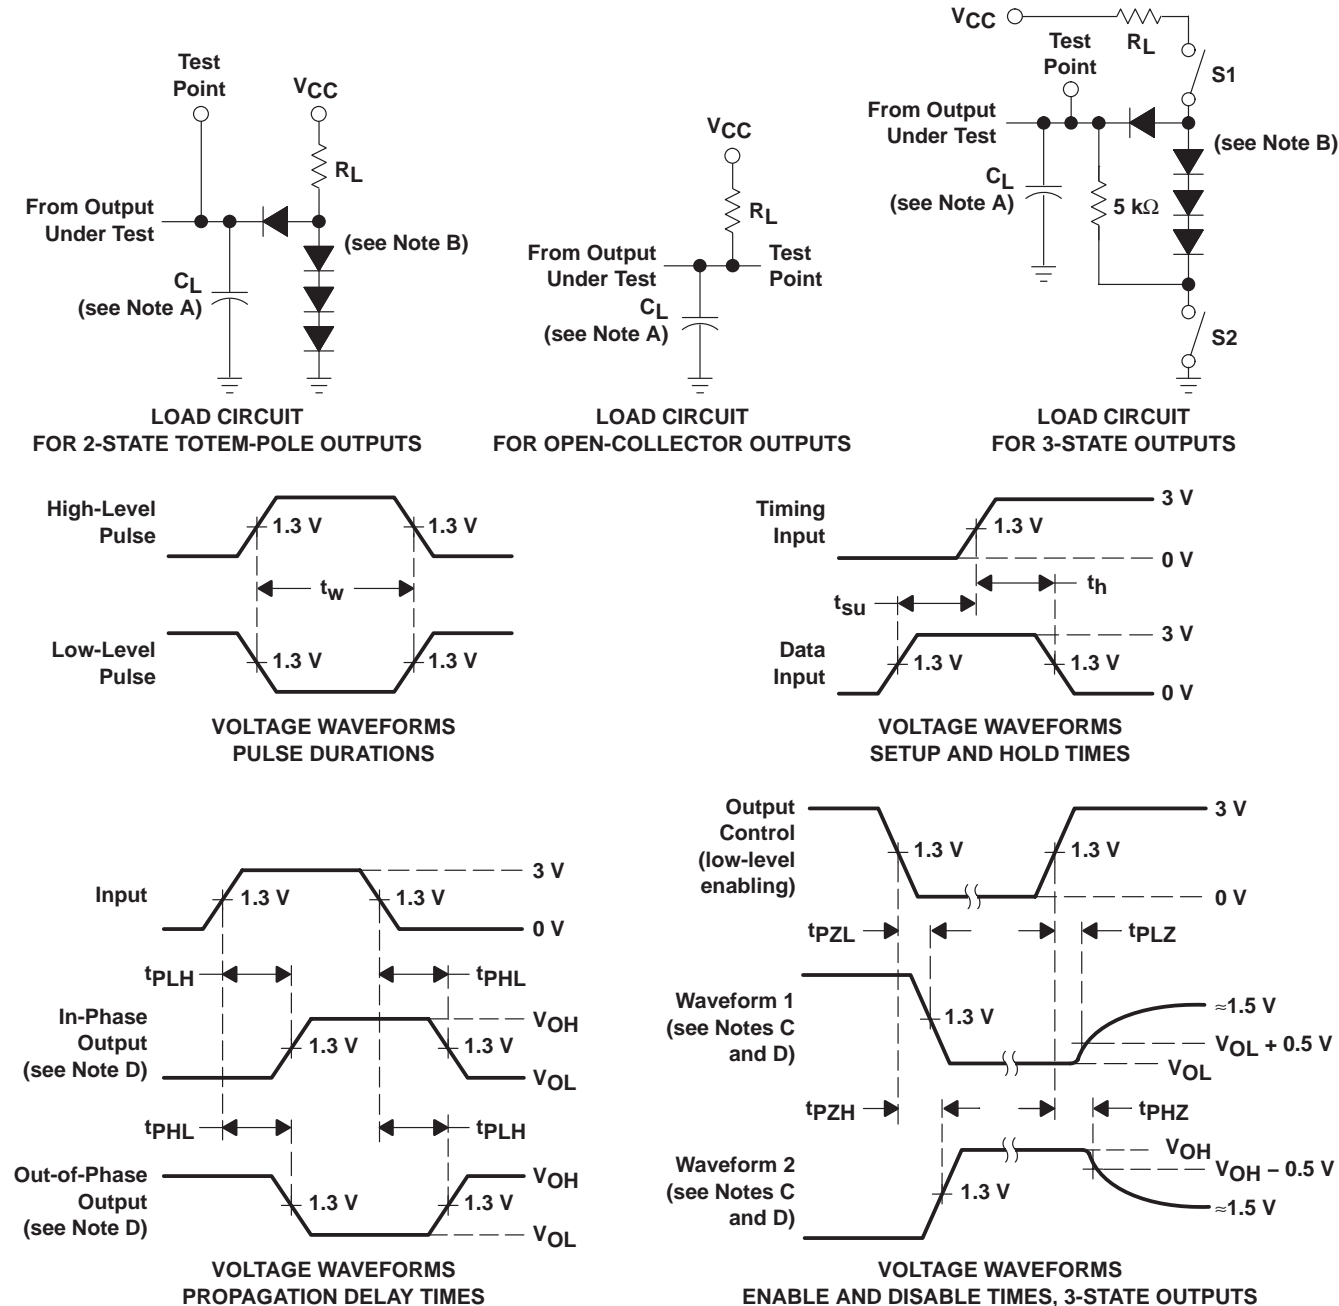 Test
Point
VCC
RL
From Output
Under Test
(see Note B)
CL
(see Note A)
LOAD CIRCUIT
FOR 2-STATE TOTEM-POLE OUTPUTS
VCC
RL
From Output
Under Test
Test
Point
CL
(see Note A)
LOAD CIRCUIT
FOR OPEN-COLLECTOR OUTPUTS
VCC
RL
Test
Point
S1
From Output
Under Test
(see Note B)
CL
(see Note A)
5 kΩ
S2
LOAD CIRCUIT
FOR 3-STATE OUTPUTS
High-Level
Pulse
1.3 V
1.3 V
tw
Low-Level
Pulse
1.3 V
1.3 V
VOLTAGE WAVEFORMS
PULSE DURATIONS
Timing
Input
1.3 V
3 V
0 V
th
tsu
Data
Input
1.3 V
1.3 V
3 V
0 V
VOLTAGE WAVEFORMS
SETUP AND HOLD TIMES
Input
1.3 V
1.3 V
3 V
0 V
tPLH
tPHL
In-Phase
Output
(see Note D)
1.3 V
1.3 V
VOH
VOL
tPHL
tPLH
Out-of-Phase
Output
(see Note D)
1.3 V
1.3 V
VOH
VOL
VOLTAGE WAVEFORMS
PROPAGATION DELAY TIMES
Output
Control
(low-level
enabling)
1.3 V
1.3 V
3 V
0 V
tPZL
tPLZ
Waveform 1
(see Notes C
and D)
1.3 V
≈1.5 V
VOL + 0.5 V
VOL
tPZH
tPHZ
Waveform 2
(see Notes C
and D)
1.3 V
VOH
VOH – 0.5 V
≈1.5 V
VOLTAGE WAVEFORMS
ENABLE AND DISABLE TIMES, 3-STATE OUTPUTS